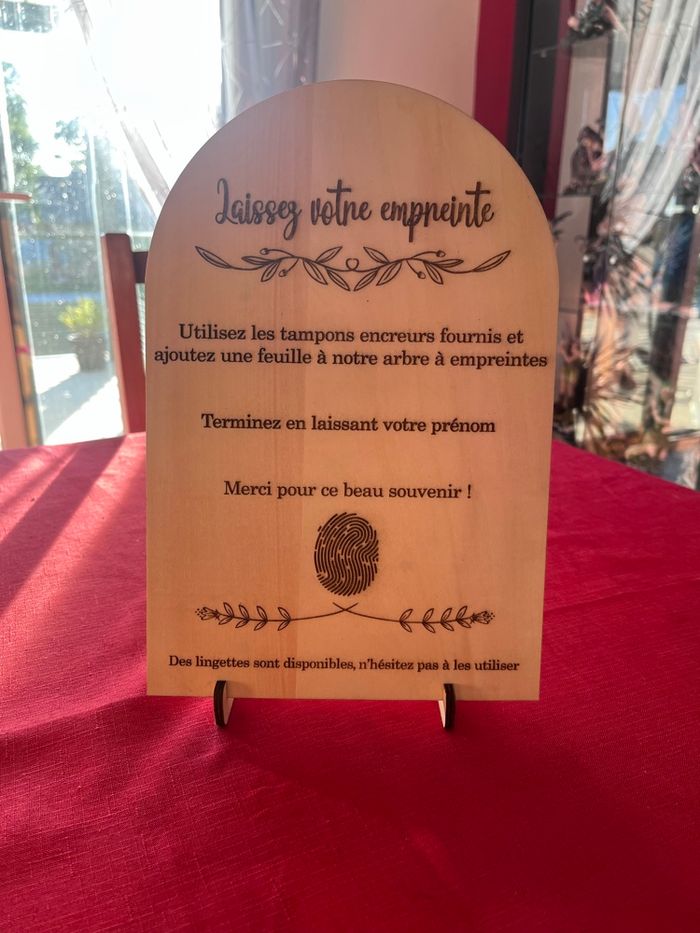 Laissez votre empreinte
Utilisez les tampons encreurs fournis et
ajoutez une feuille à notre arbre à empreintes
Terminez en laissant votre prénom
Merci pour ce beau souvenir !
Des lingettes sont disponibles, n'hésitez pas à les utiliser